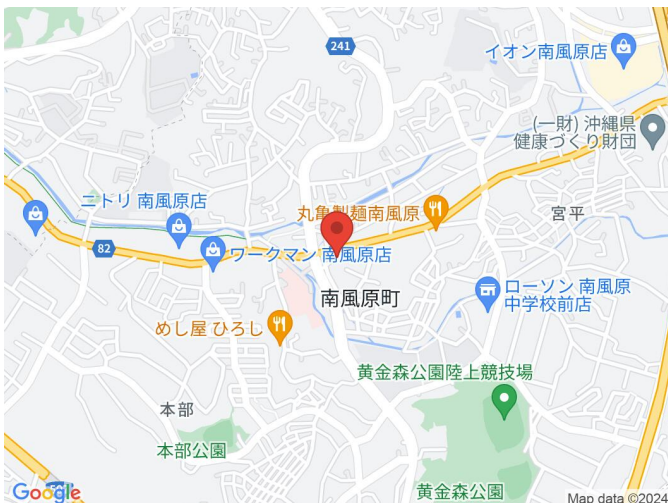 241
イオン南風原店
(一財) 沖縄県
健康づくり財団
ニトリ 南風原店
丸亀製麺南風原
宮平
82
ワークマン 南風原店
南風原町
ローソン 南風原
中学校前店
めし屋 ひろし
黄金森公園陸上競技場
本部
本部公園
黄金森公園
Google
Map data ©2024